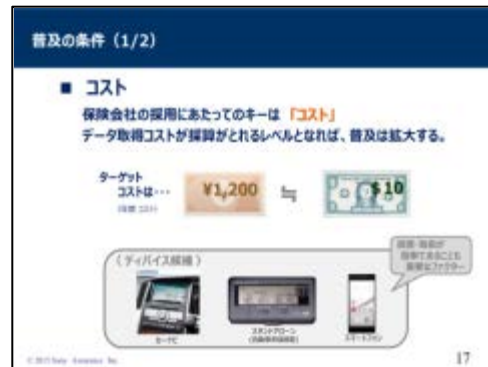 普及の条件（1/2）
■ コスト
保険会社の採用にあたってのキーは「コスト」
データ取得コストが採算がとれるレベルとなれば、普及は拡大する。
ターゲット
コストは・・・
¥1,200 ≒ $10
（ディバイス候補）
カーナビ
スタンドアローン
スマートフォン
17